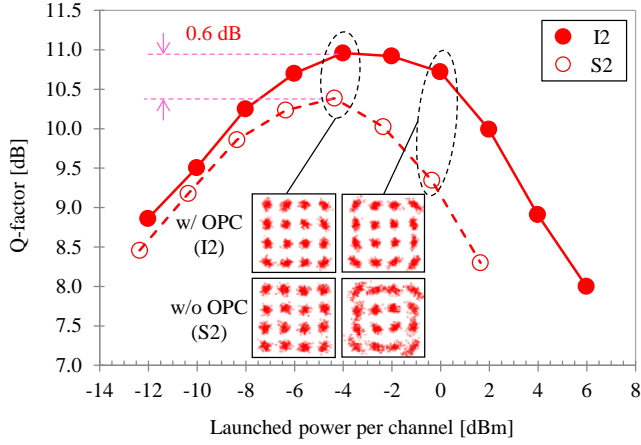 11.5
11.0
10.5
10.0
9.5
9.0
8.5
8.0
7.5
7.0
Q-factor [dB]
0.6 dB
I2
S2
w/ OPC
(I2)
w/o OPC
(S2)
-14 -12 -10 -8 -6 -4 -2 0 2 4 6 8
Launched power per channel [dBm]